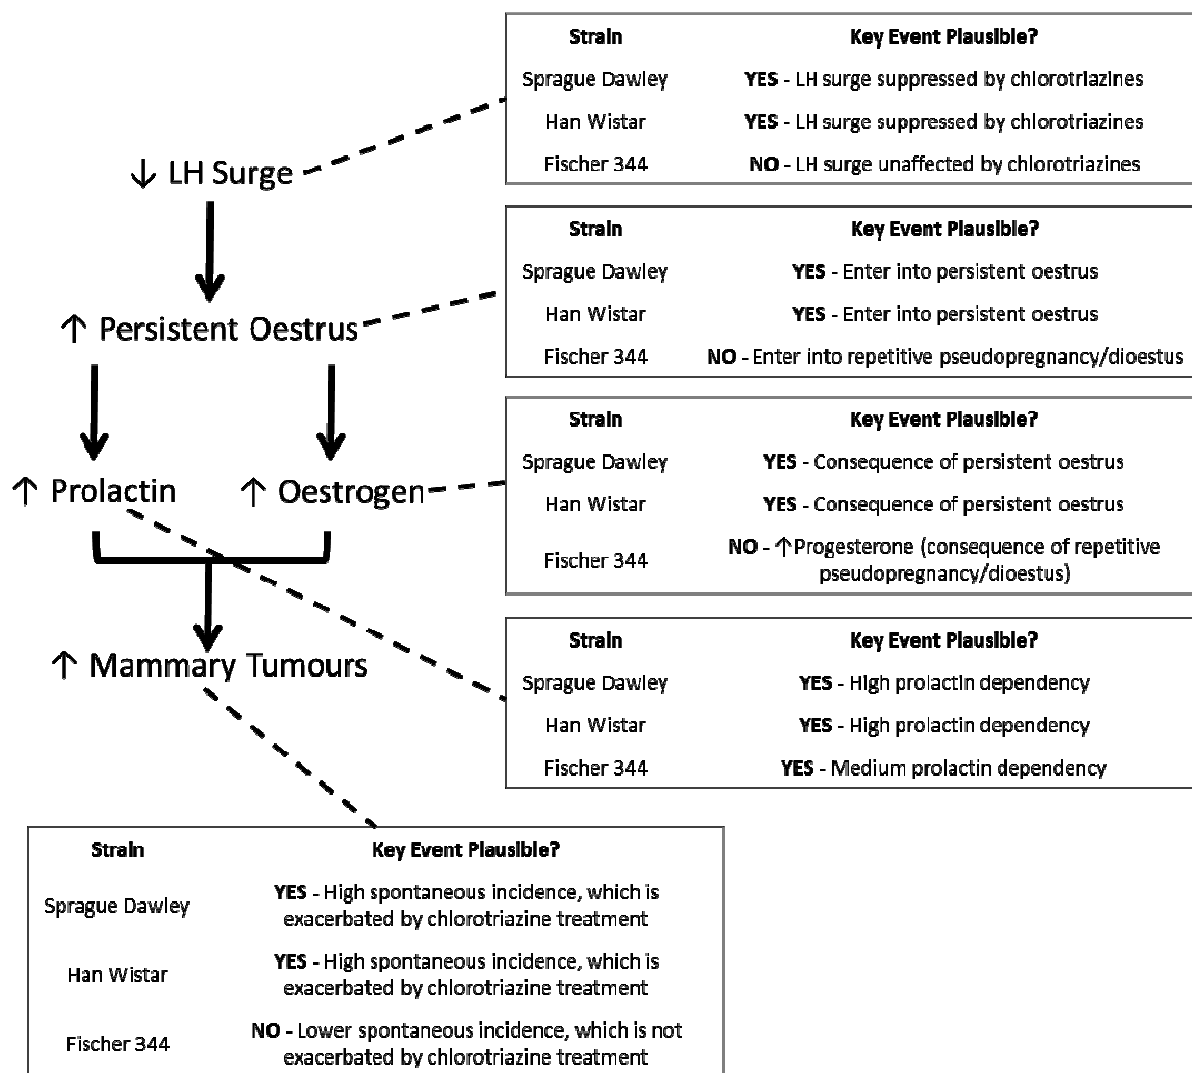 Strain Key Event Plausible?
Sprague Dawley YES - LH surge suppressed by chlorotriazines
Han Wistar YES - LH surge suppressed by chlorotriazines
Fischer 344 NO - LH surge unaffected by chlorotriazines
↓ LH Surge
Strain Key Event Plausible?
Sprague Dawley YES - Enter into persistent oestrus
Han Wistar YES - Enter into persistent oestrus
Fischer 344 NO - Enter into repetitive pseudopregnancy/dioestus
↑ Persistent Oestrus
Strain Key Event Plausible?
Sprague Dawley YES - Consequence of persistent oestrus
Han Wistar YES - Consequence of persistent oestrus
Fischer 344 NO - ↑Progesterone (consequence of repetitive
pseudopregnancy/dioestus)
↑ Prolactin ↑ Oestrogen
Strain Key Event Plausible?
Sprague Dawley YES - High prolactin dependency
Han Wistar YES - High prolactin dependency
Fischer 344 YES - Medium prolactin dependency
↑ Mammary Tumours
Strain Key Event Plausible?
Sprague Dawley YES - High spontaneous incidence, which is
exacerbated by chlorotriazine treatment
Han Wistar YES - High spontaneous incidence, which is
exacerbated by chlorotriazine treatment
Fischer 344 NO - Lower spontaneous incidence, which is not
exacerbated by chlorotriazine treatment